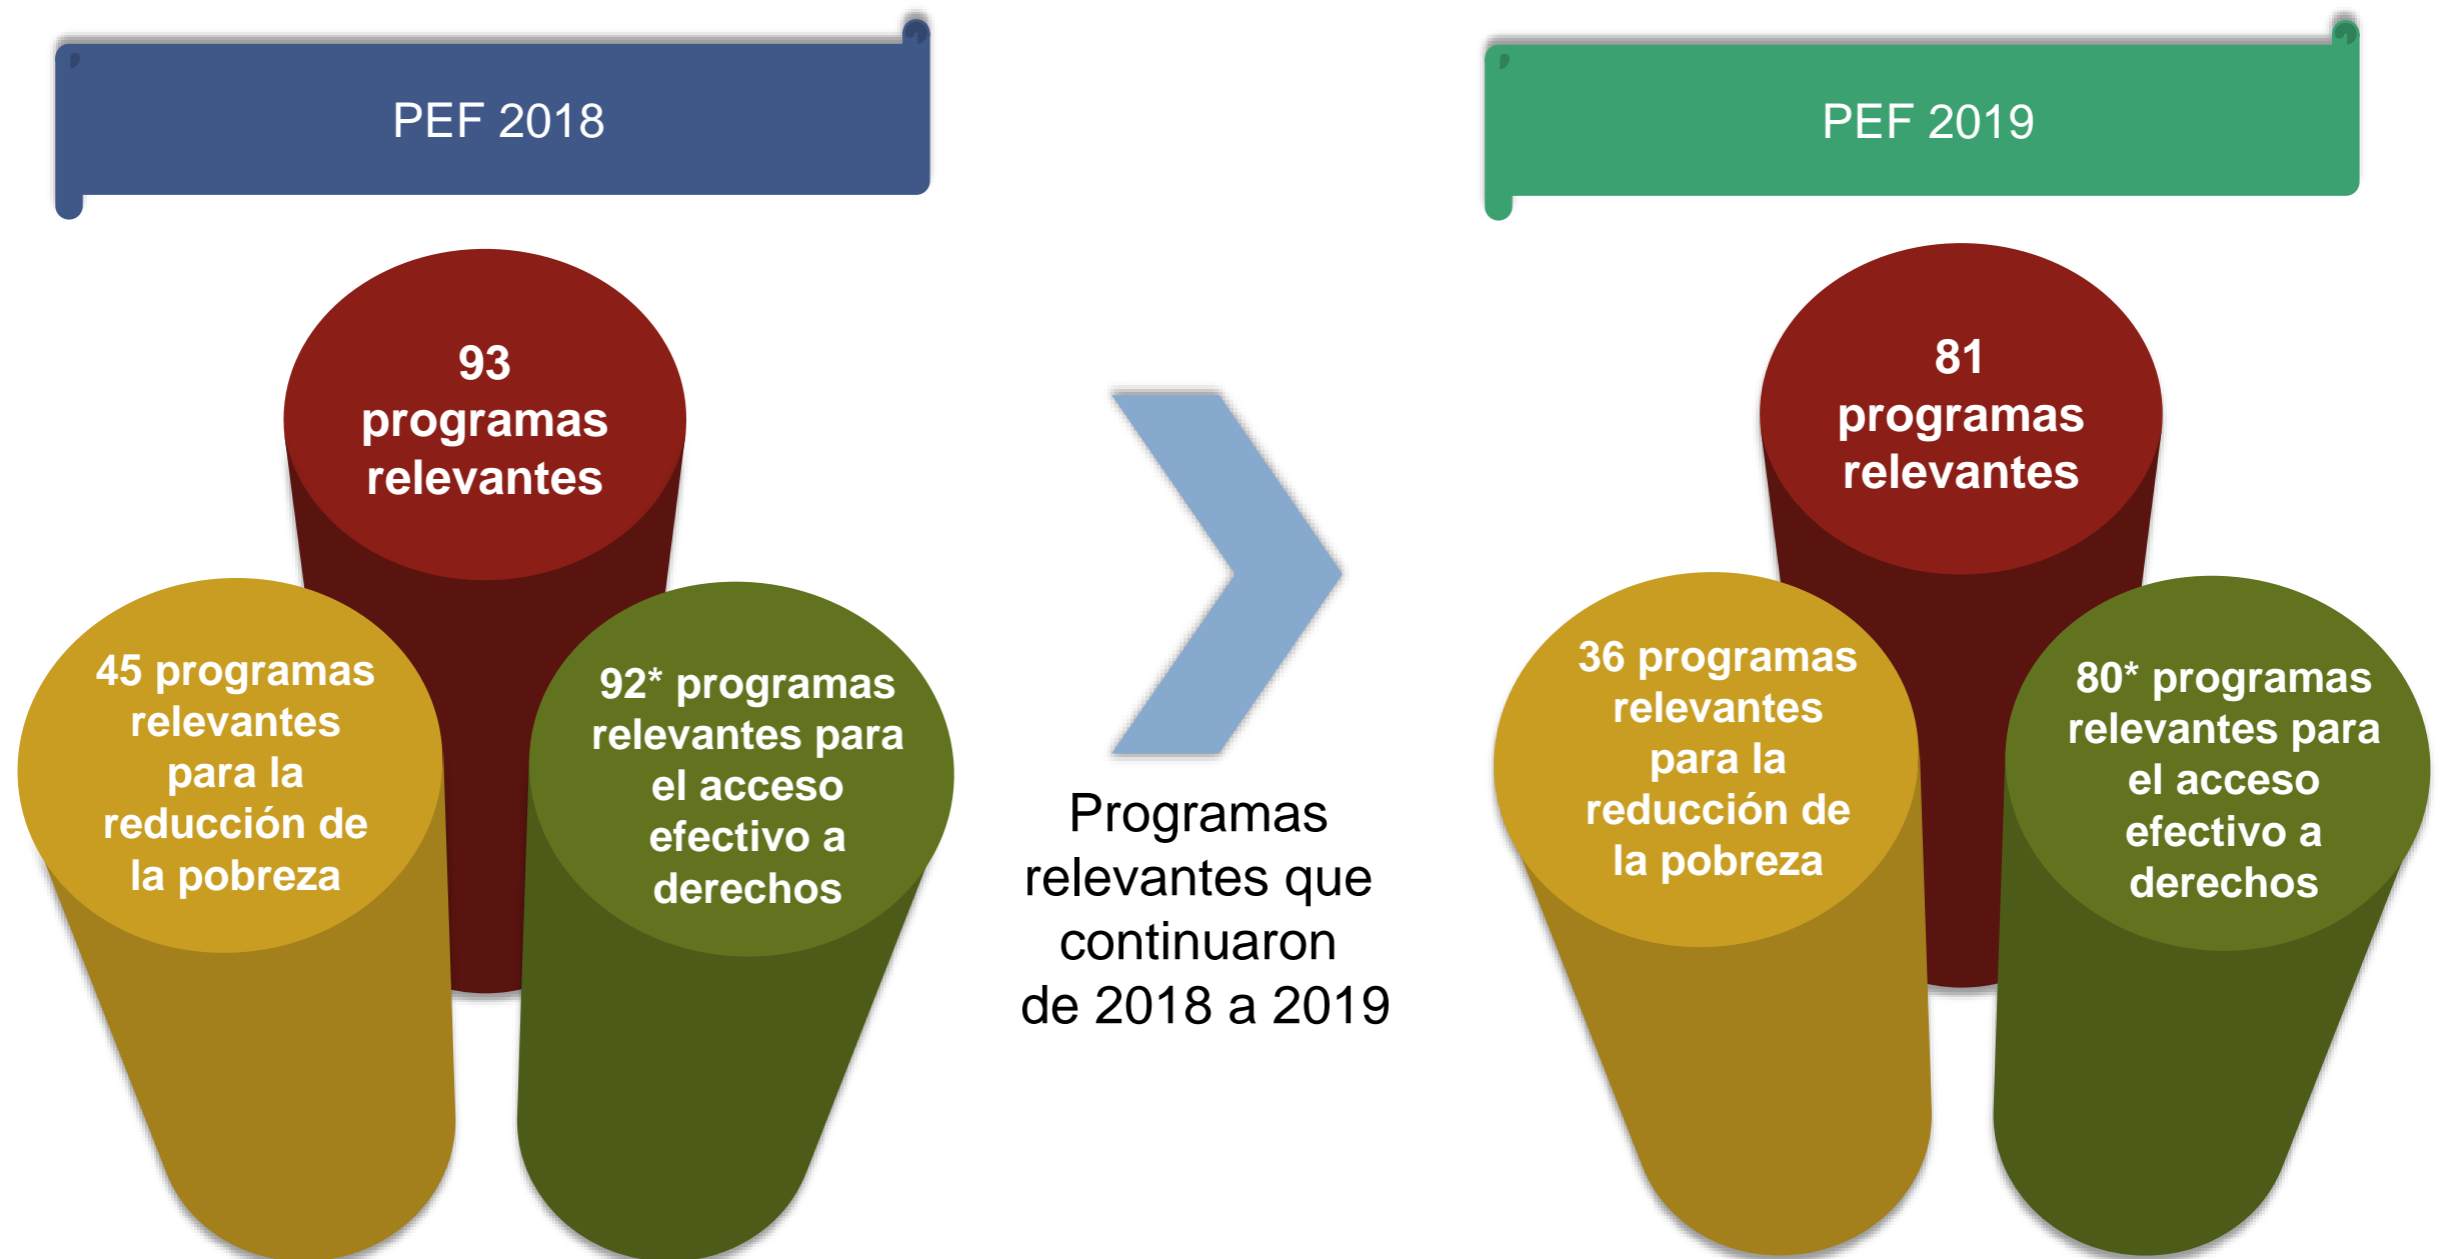 PEF 2018
93
programas
relevantes
45 programas
relevantes
para la
reducción de
la pobreza
92* programas
relevantes para
el acceso
efectivo a
derechos
Programas
relevantes que
continuaron
de 2018 a 2019
PEF 2019
81
programas
relevantes
36 programas
relevantes
para la
reducción de
la pobreza
80* programas
relevantes para
el acceso
efectivo a
derechos